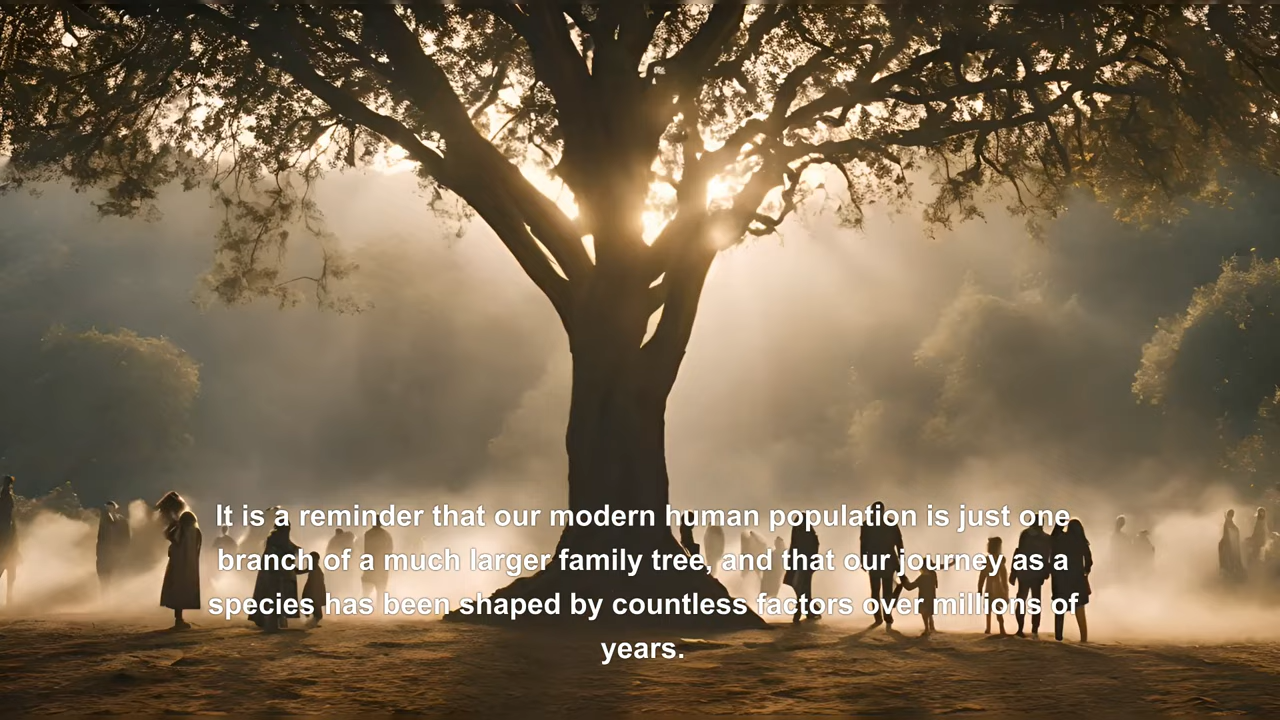 It is a reminder that our modern human population is just one
branch of a much larger family tree, and that our journey as a
species has been shaped by countless factors over millions of
years.